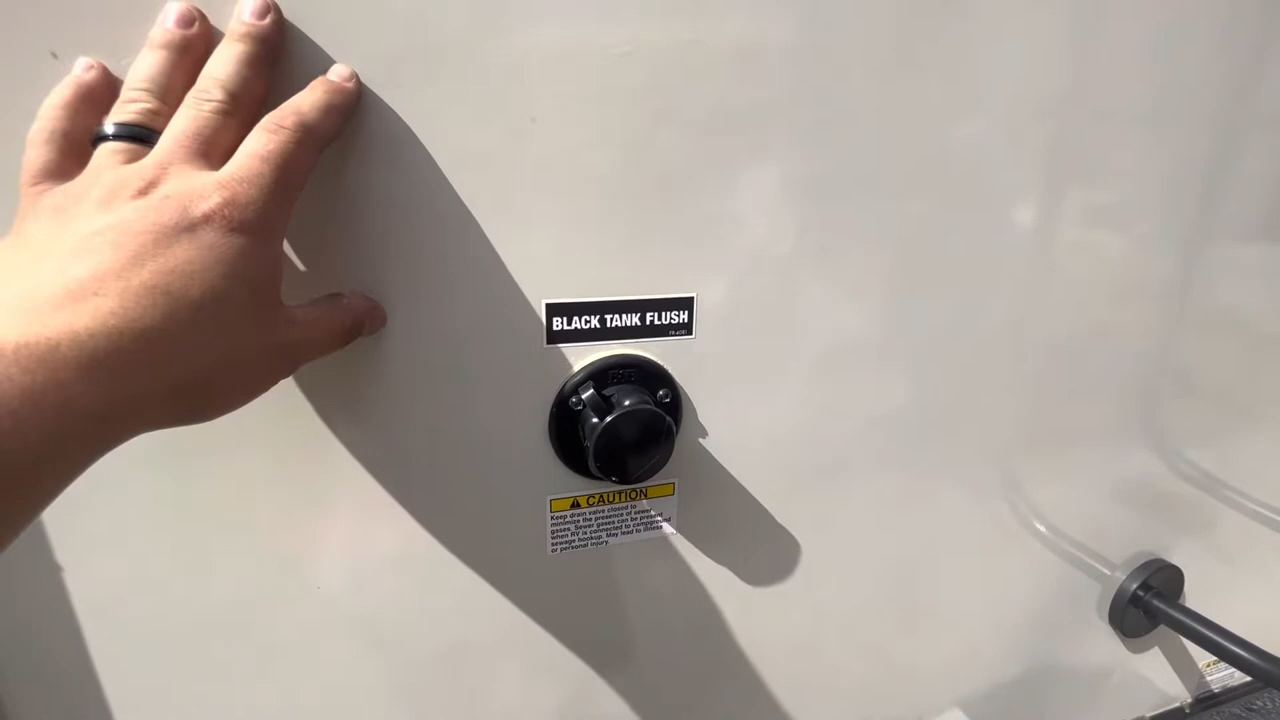 BLACK TANK FLUSH
CAUTION
Keep drain valve closed to
minimize the presence of sewer
gases. Sewer gases can be present
when RV is connected to campground
sewage hookup. May lead to illness
or personal injury.